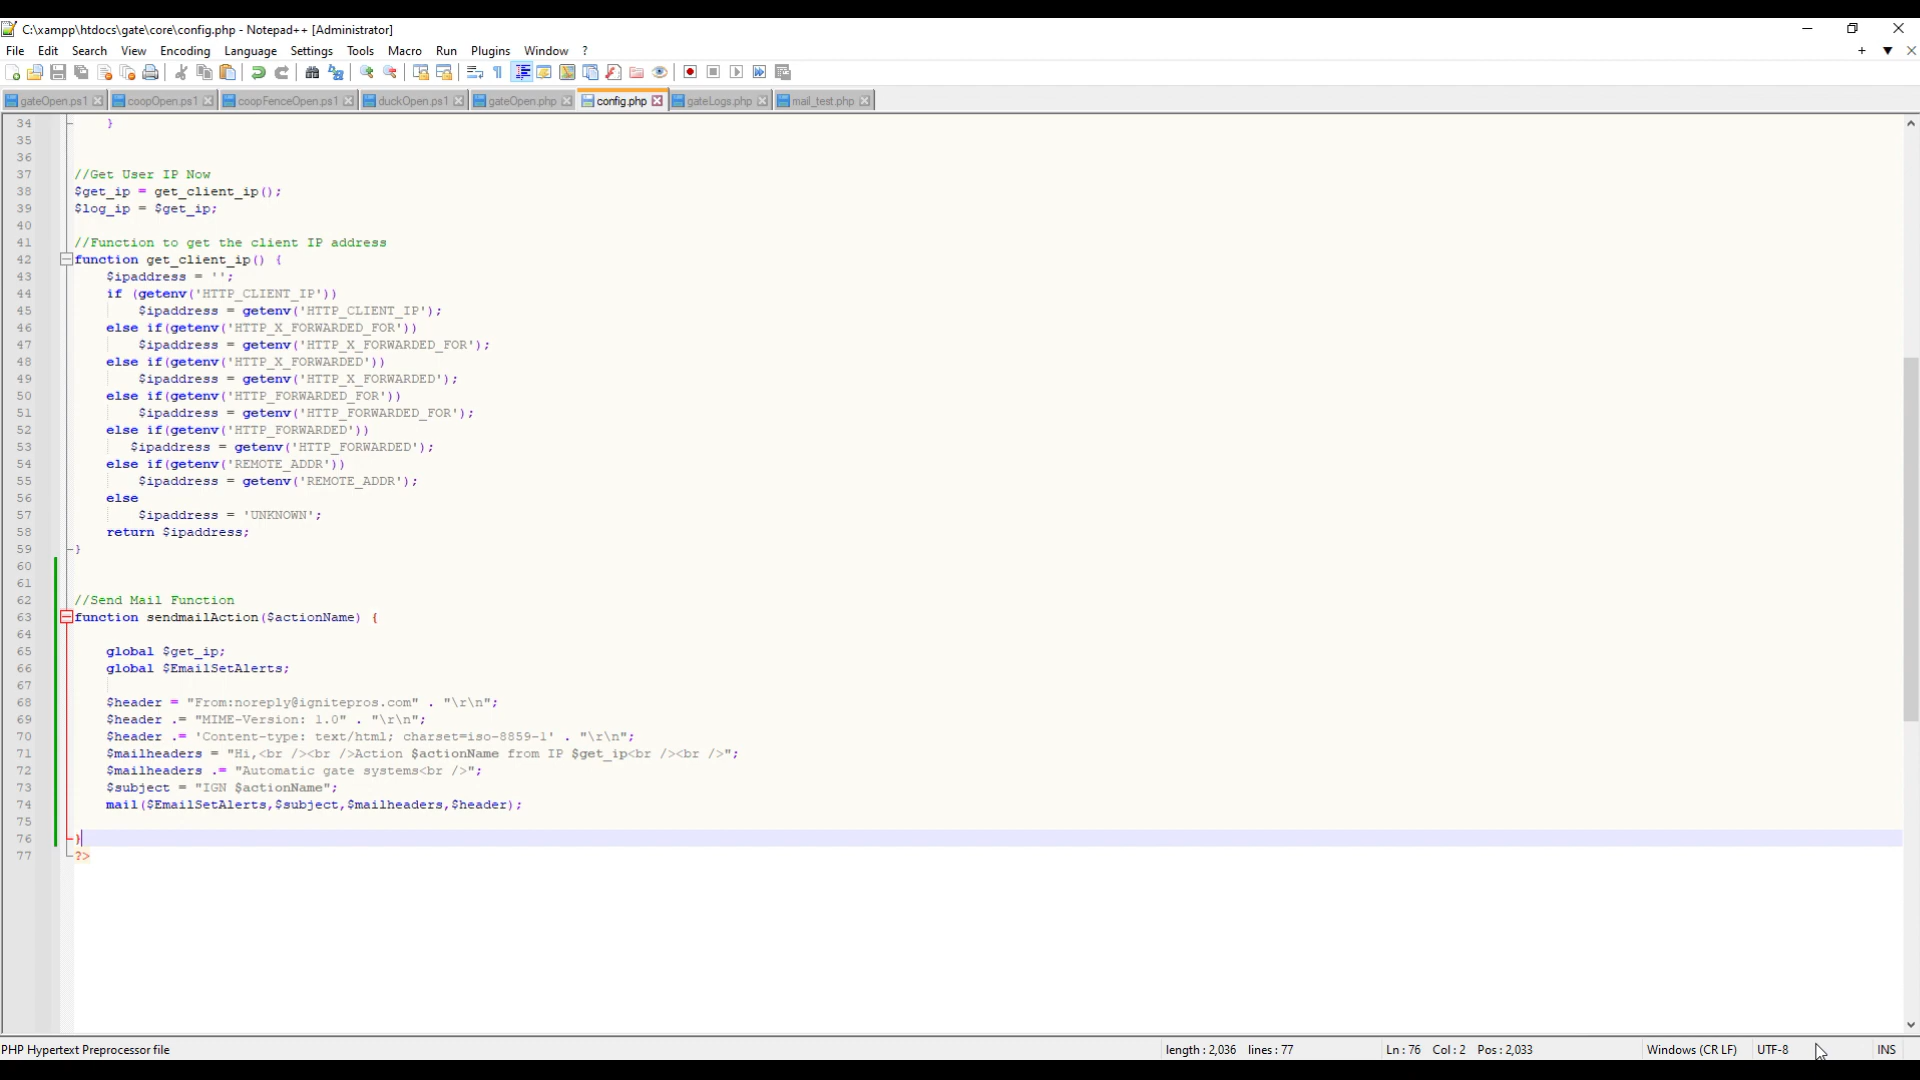 C:\xampp\htdocs\gate\core\config.php - Notepad++ [Administrator]
File Edit Search View Encoding Language Settings Tools Macro Run Plugins Window ?
gateOpen.ps1 coopOpen.ps1 coopFenceOpen.ps1 duckOpen.ps1 gateOpen.php config.php gateLogs.php mail_test.php
34 }
35
36
37 //Get User IP Now
38 $get_ip = get_client_ip();
39 $log_ip = $get_ip;
40
41 //Function to get the client IP address
42 function get_client_ip() {
43 $ipaddress = '';
44 if (getenv('HTTP_CLIENT_IP'))
45 $ipaddress = getenv('HTTP_CLIENT_IP');
46 else if(getenv('HTTP_X_FORWARDED_FOR'))
47 $ipaddress = getenv('HTTP_X_FORWARDED_FOR');
48 else if(getenv('HTTP_X_FORWARDED'))
49 $ipaddress = getenv('HTTP_X_FORWARDED');
50 else if(getenv('HTTP_FORWARDED_FOR'))
51 $ipaddress = getenv('HTTP_FORWARDED_FOR');
52 else if(getenv('HTTP_FORWARDED'))
53 $ipaddress = getenv('HTTP_FORWARDED');
54 else if(getenv('REMOTE_ADDR'))
55 $ipaddress = getenv('REMOTE_ADDR');
56 else
57 $ipaddress = 'UNKNOWN';
58 return $ipaddress;
59 }
60
61
62 //Send Mail Function
63 function sendmailAction($actionName) {
64
65 global $get_ip;
66 global $EmailSetAlerts;
67
68 $header = "From:noreply@ignitepros.com" . "\r\n";
69 $header .= "MIME-Version: 1.0" . "\r\n";
70 $header .= 'Content-type: text/html; charset=iso-8859-1' . "\r\n";
71 $mailheaders = "Hi,<br /><br />Action $actionName from IP $get_ip<br /><br />";
72 $mailheaders .= "Automatic gate systems<br />";
73 $subject = "IGN $actionName";
74 mail($EmailSetAlerts,$subject,$mailheaders,$header);
75
76 }
77 ?>
PHP Hypertext Preprocessor file length : 2,036 lines : 77 Ln : 76 Col : 2 Pos : 2,033 Windows (CR LF) UTF-8 INS